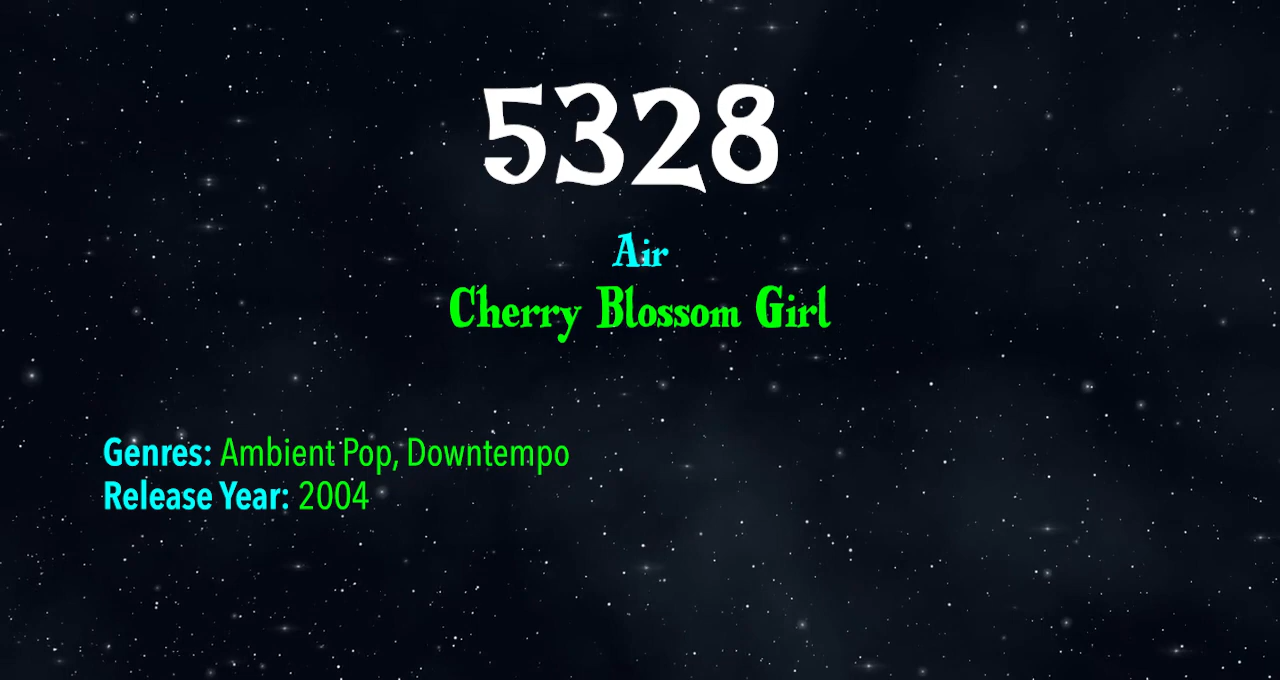 5328
Air
Cherry Blossom Girl
Genres: Ambient Pop, Downtempo
Release Year: 2004